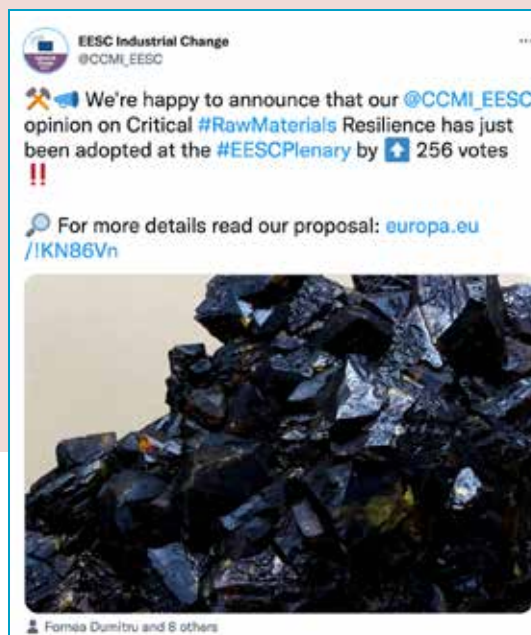 EESC Industrial Change
@CCMI_EESC
⚒️📣 We're happy to announce that our @CCMI_EESC
opinion on Critical #RawMaterials Resilience has just
been adopted at the #EESCPlenary by ⬆️ 256 votes
‼️
🔎 For more details read our proposal: europa.eu
/!KN86Vn
Fornea Dumitru and 8 others